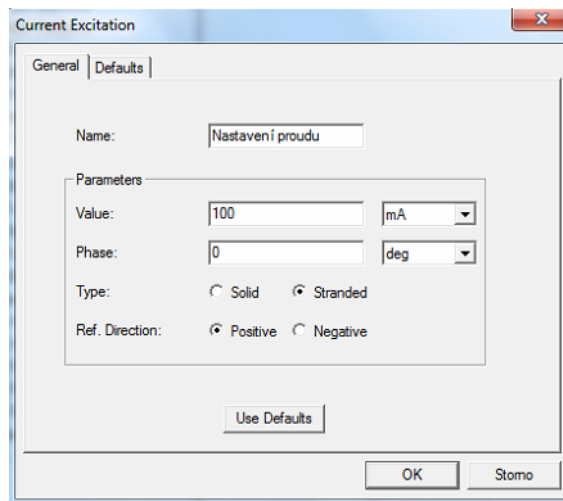 Current Excitation
General Defaults
Name: Nastavení proudu
Parameters
Value: 100 mA
Phase: 0 deg
Type: Solid Stranded
Ref. Direction: Positive Negative
Use Defaults
OK Storno